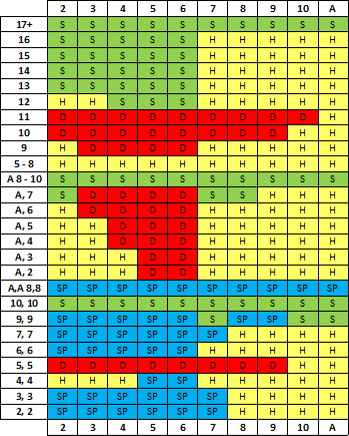 2 3 4 5 6 7 8 9 10 A
17+ S S S S S S S S S S
16 S S S S S H H H H H
15 S S S S S H H H H H
14 S S S S S H H H H H
13 S S S S S H H H H H
12 H H S S S H H H H H
11 D D D D D D D D D H
10 D D D D D D D D H H
9 H D D D D H H H H H
5 - 8 H H H H H H H H H H
A 8 - 10 S S S S S S S S S S
A, 7 S D D D D S S H H H
A, 6 H D D D D H H H H H
A, 5 H H D D D H H H H H
A, 4 H H D D D H H H H H
A, 3 H H H D D H H H H H
A, 2 H H H D D H H H H H
A,A 8,8 SP SP SP SP SP SP SP SP SP SP
10, 10 S S S S S S S S S S
9, 9 SP SP SP SP SP S SP SP S S
7, 7 SP SP SP SP SP SP H H H H
6, 6 SP SP SP SP SP H H H H H
5, 5 D D D D D D D D H H
4, 4 H H H SP SP H H H H H
3, 3 SP SP SP SP SP SP H H H H
2, 2 SP SP SP SP SP SP H H H H
2 3 4 5 6 7 8 9 10 A